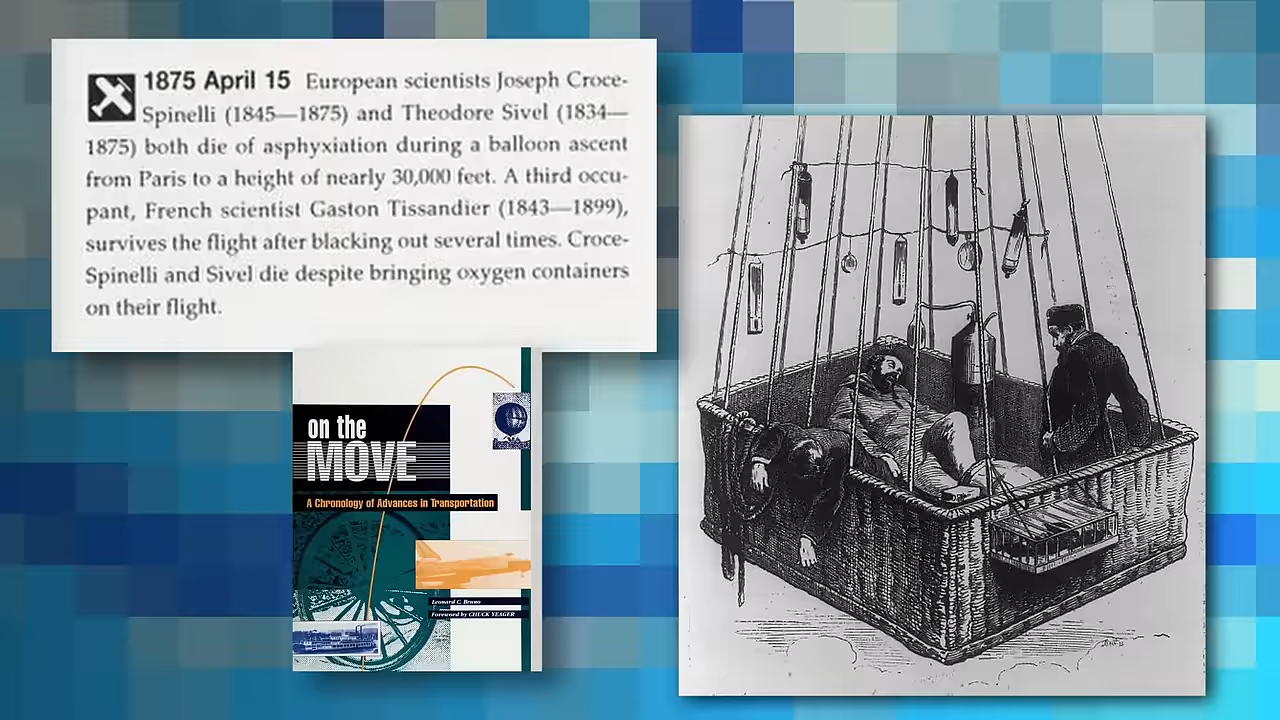 1875 April 15 European scientists Joseph Croce-
Spinelli (1845—1875) and Theodore Sivel (1834—
1875) both die of asphyxiation during a balloon ascent
from Paris to a height of nearly 30,000 feet. A third occu-
pant, French scientist Gaston Tissandier (1843—1899),
survives the flight after blacking out several times. Croce-
Spinelli and Sivel die despite bringing oxygen containers
on their flight.
on the
MOVE
A Chronology of Advances in Transportation
Leonard C. Bruno
Foreword by CHUCK YEAGER